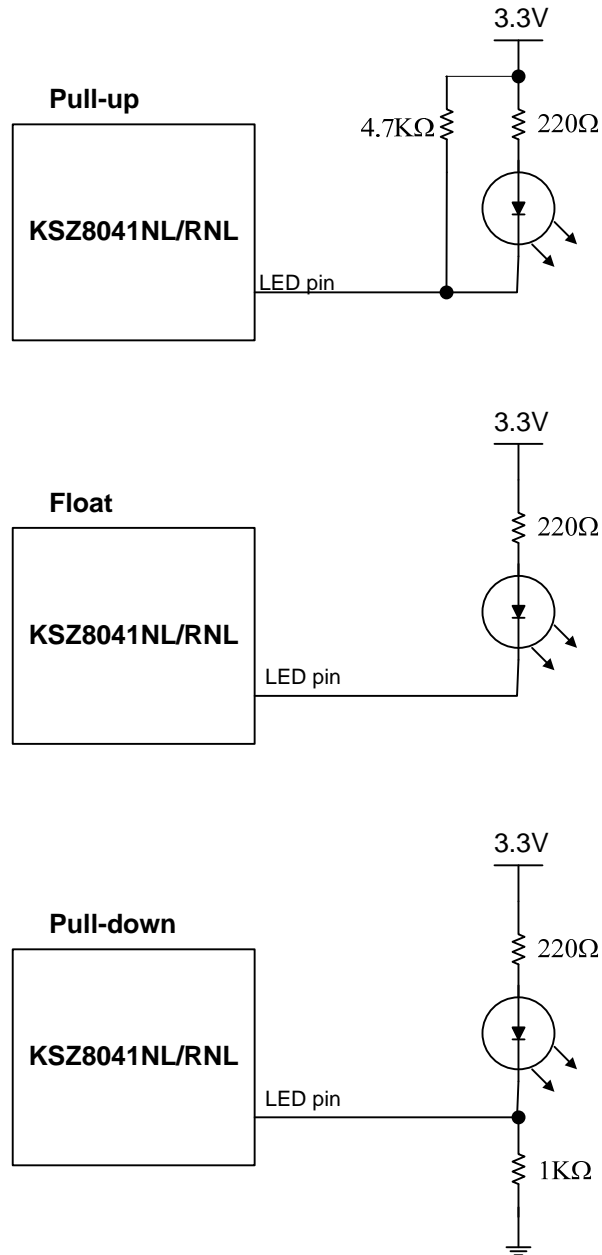 3.3V
Pull-up
4.7KΩ
220Ω
KSZ8041NL/RNL
LED pin
3.3V
Float
220Ω
KSZ8041NL/RNL
LED pin
3.3V
Pull-down
220Ω
KSZ8041NL/RNL
LED pin
1KΩ